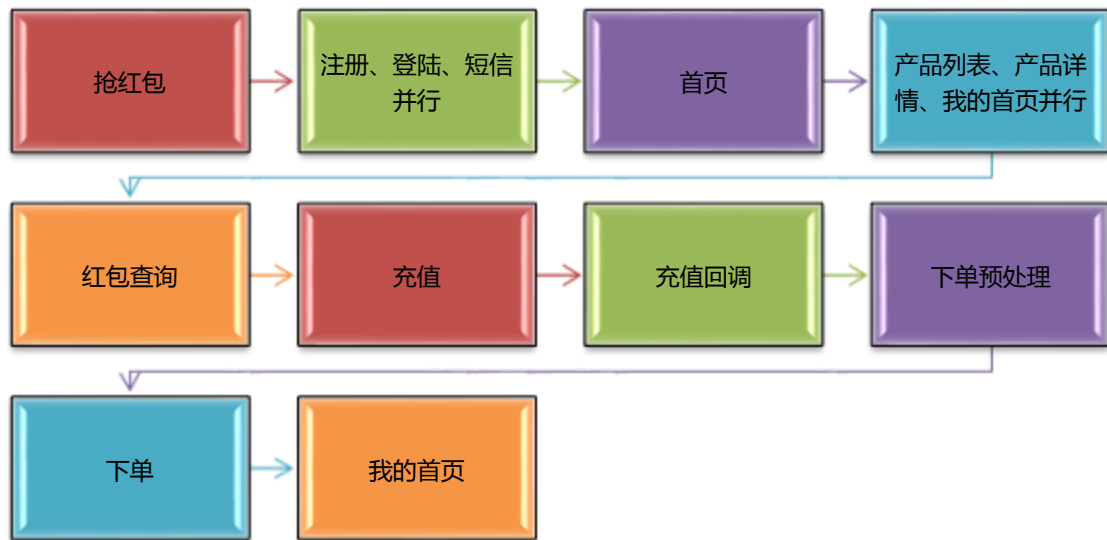 抢红包
注册、登陆、短信
并行
首页
产品列表、产品详
情、我的首页并行
红包查询
充值
充值回调
下单预处理
下单
我的首页